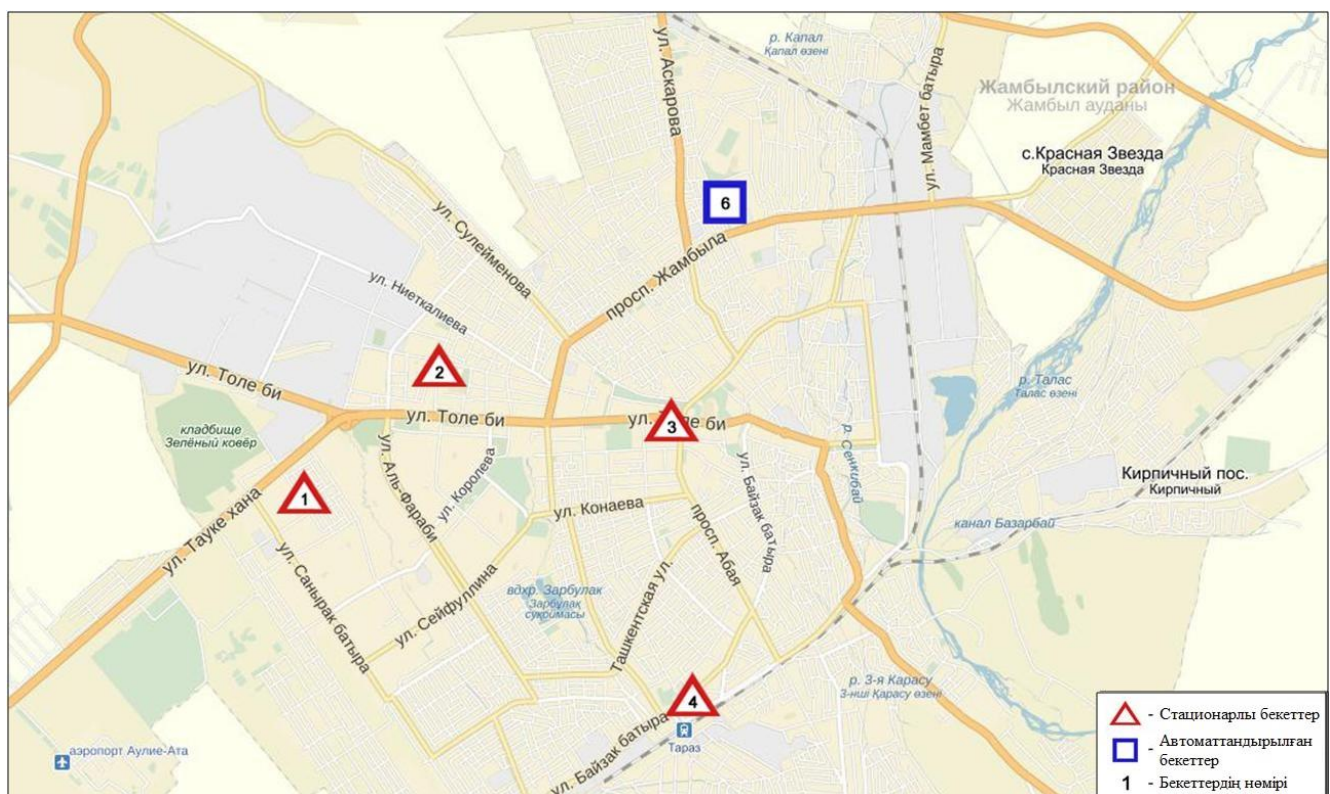 ул. Аскарова
р. Капал
Қапал өзені
ул. Мамбет батыра
Жамбылский район
Жамбыл ауданы
с.Красная Звезда
Красная Звезда
6
ул. Сулейменова
просп. Жамбыла
ул. Ниеткалиева
2
ул. Толе би
ул. Толе би
ул. Толе би
3
р. Талас
Талас өзені
кладбище
Зелёный ковёр
1
ул. Тауке хана
ул. Аль-Фараби
ул. Королева
ул. Байзак батыра
р. Сенкибай
Кирпичный пос.
Кирпичный
ул. Конаева
просп. Абая
канал Базарбай
ул. Санырак батыра
ул. Сейфуллина
вдхр. Зарбулак
Зарбұлақ
суқоймасы
Ташкентская ул.
4
р. 3-я Карасу
3-нші Қарасу өзені
ул. Байзак батыра
Тараз
аэропорт Аулие-Ата
- Стационарлы бекеттер
- Автоматтандырылған
бекеттер
1 - Бекеттердің нөмірі